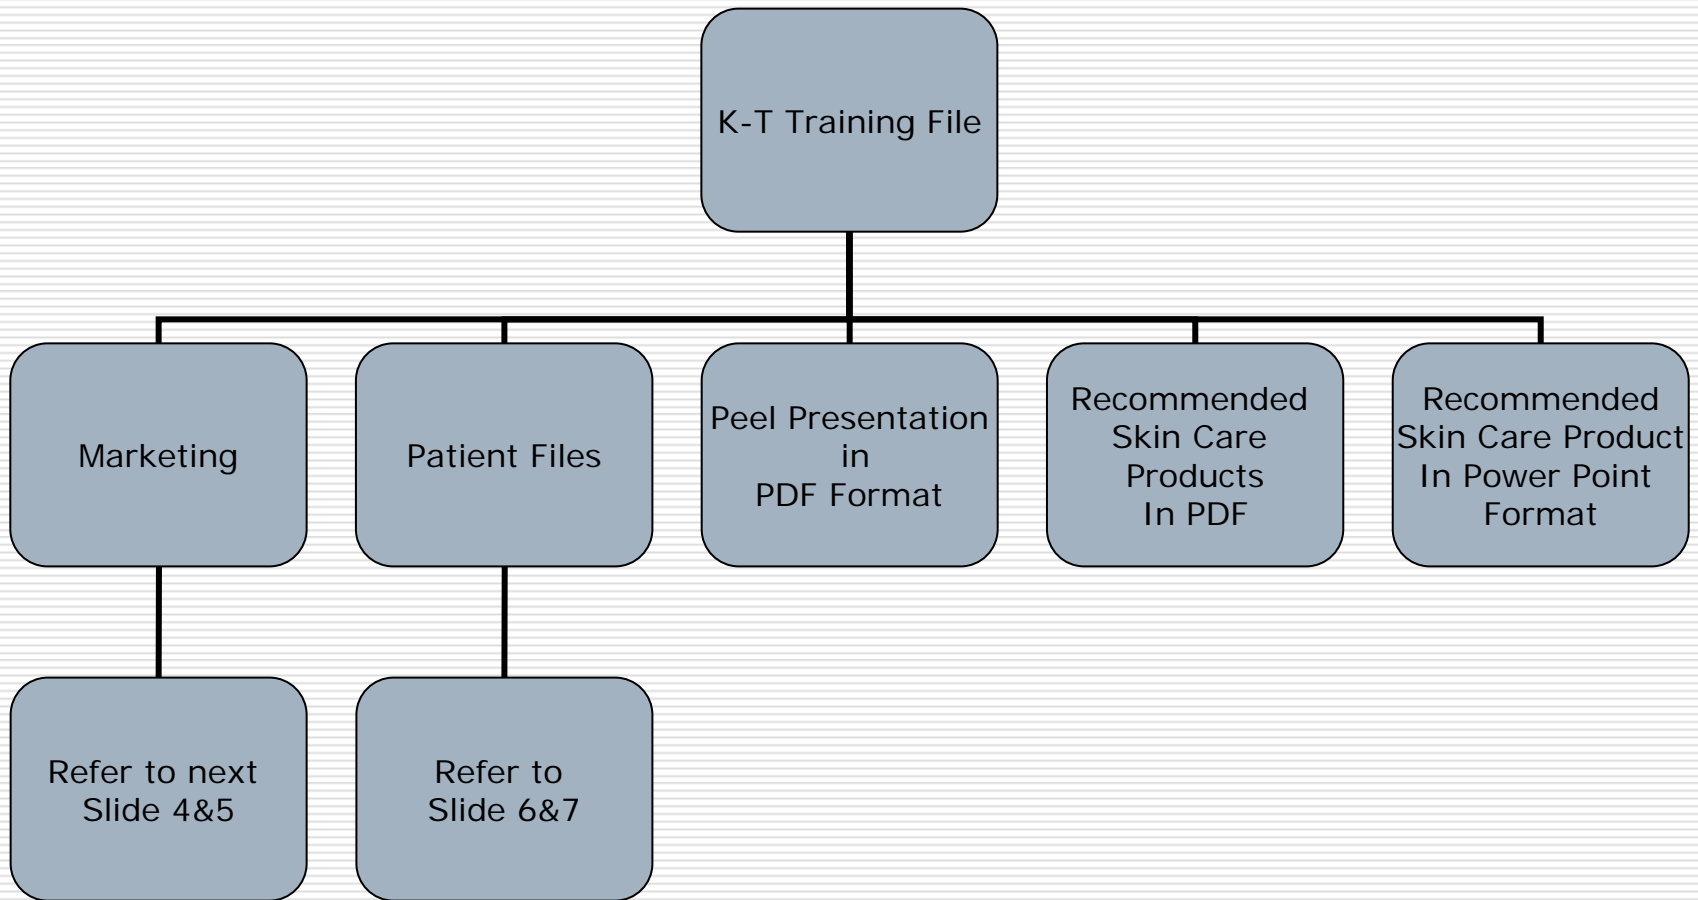 K-T Training File
Marketing
Patient Files
Peel Presentation
in
PDF Format
Recommended
Skin Care
Products
In PDF
Recommended
Skin Care Product
In Power Point
Format
Refer to next
Slide 4&5
Refer to
Slide 6&7